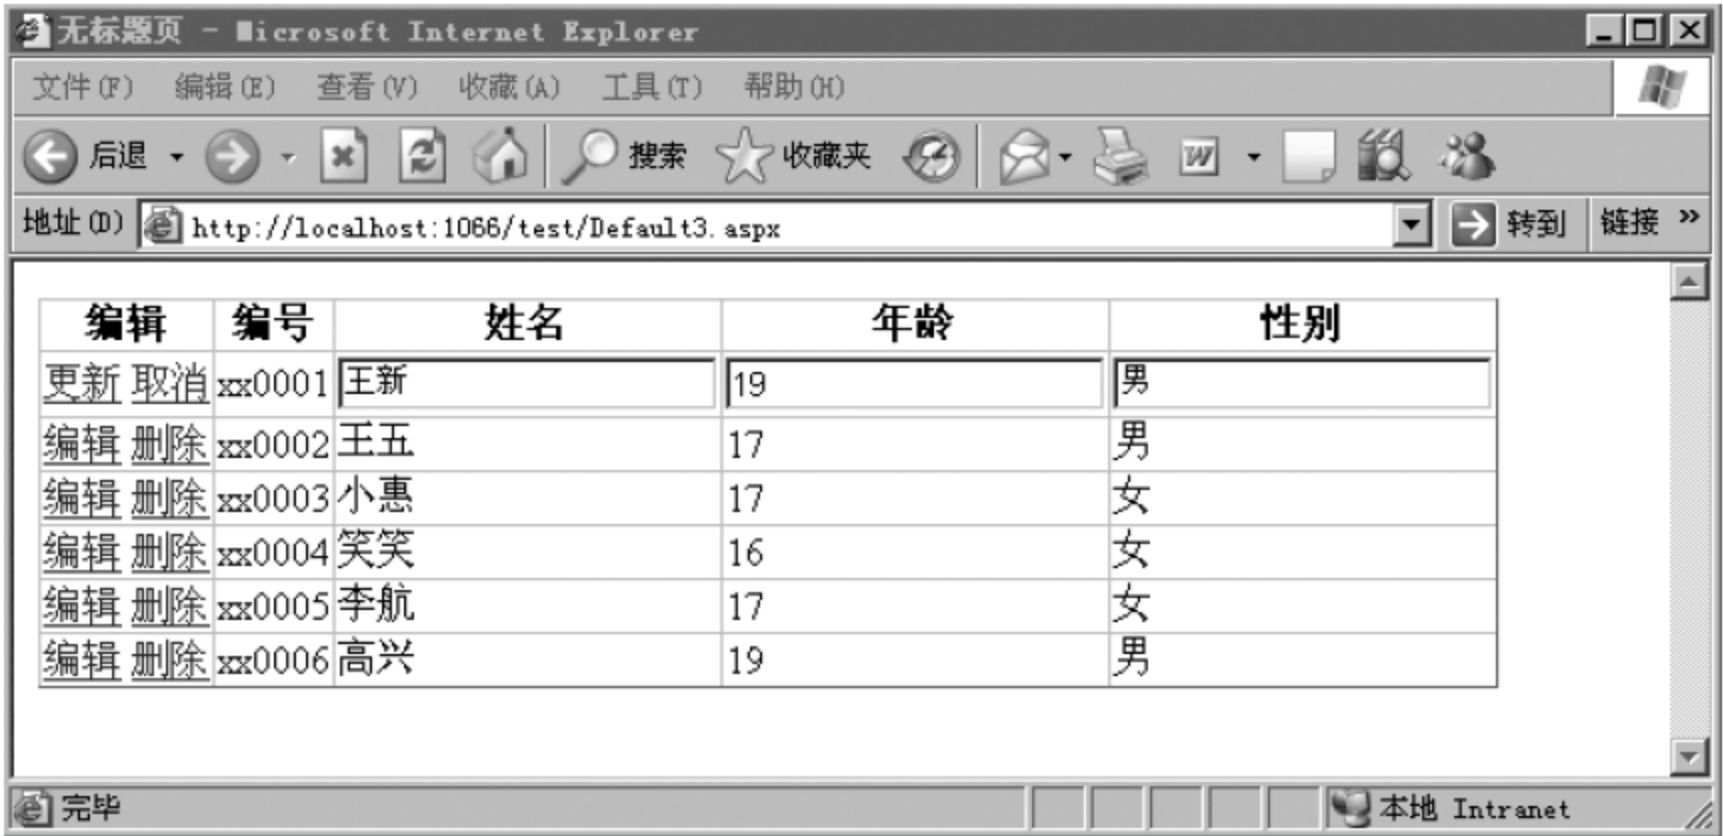 无标题页 - Microsoft Internet Explorer
文件(F) 编辑(E) 查看(V) 收藏(A) 工具(T) 帮助(H)
后退 搜索 收藏夹 W
地址(D) http://localhost:1066/test/Default3.aspx 转到 链接 »
编辑 编号 姓名 年龄 性别
更新 取消 xx0001 王新 19 男
编辑 删除 xx0002 王五 17 男
编辑 删除 xx0003 小惠 17 女
编辑 删除 xx0004 笑笑 16 女
编辑 删除 xx0005 李航 17 女
编辑 删除 xx0006 高兴 19 男
完毕 本地 Intranet